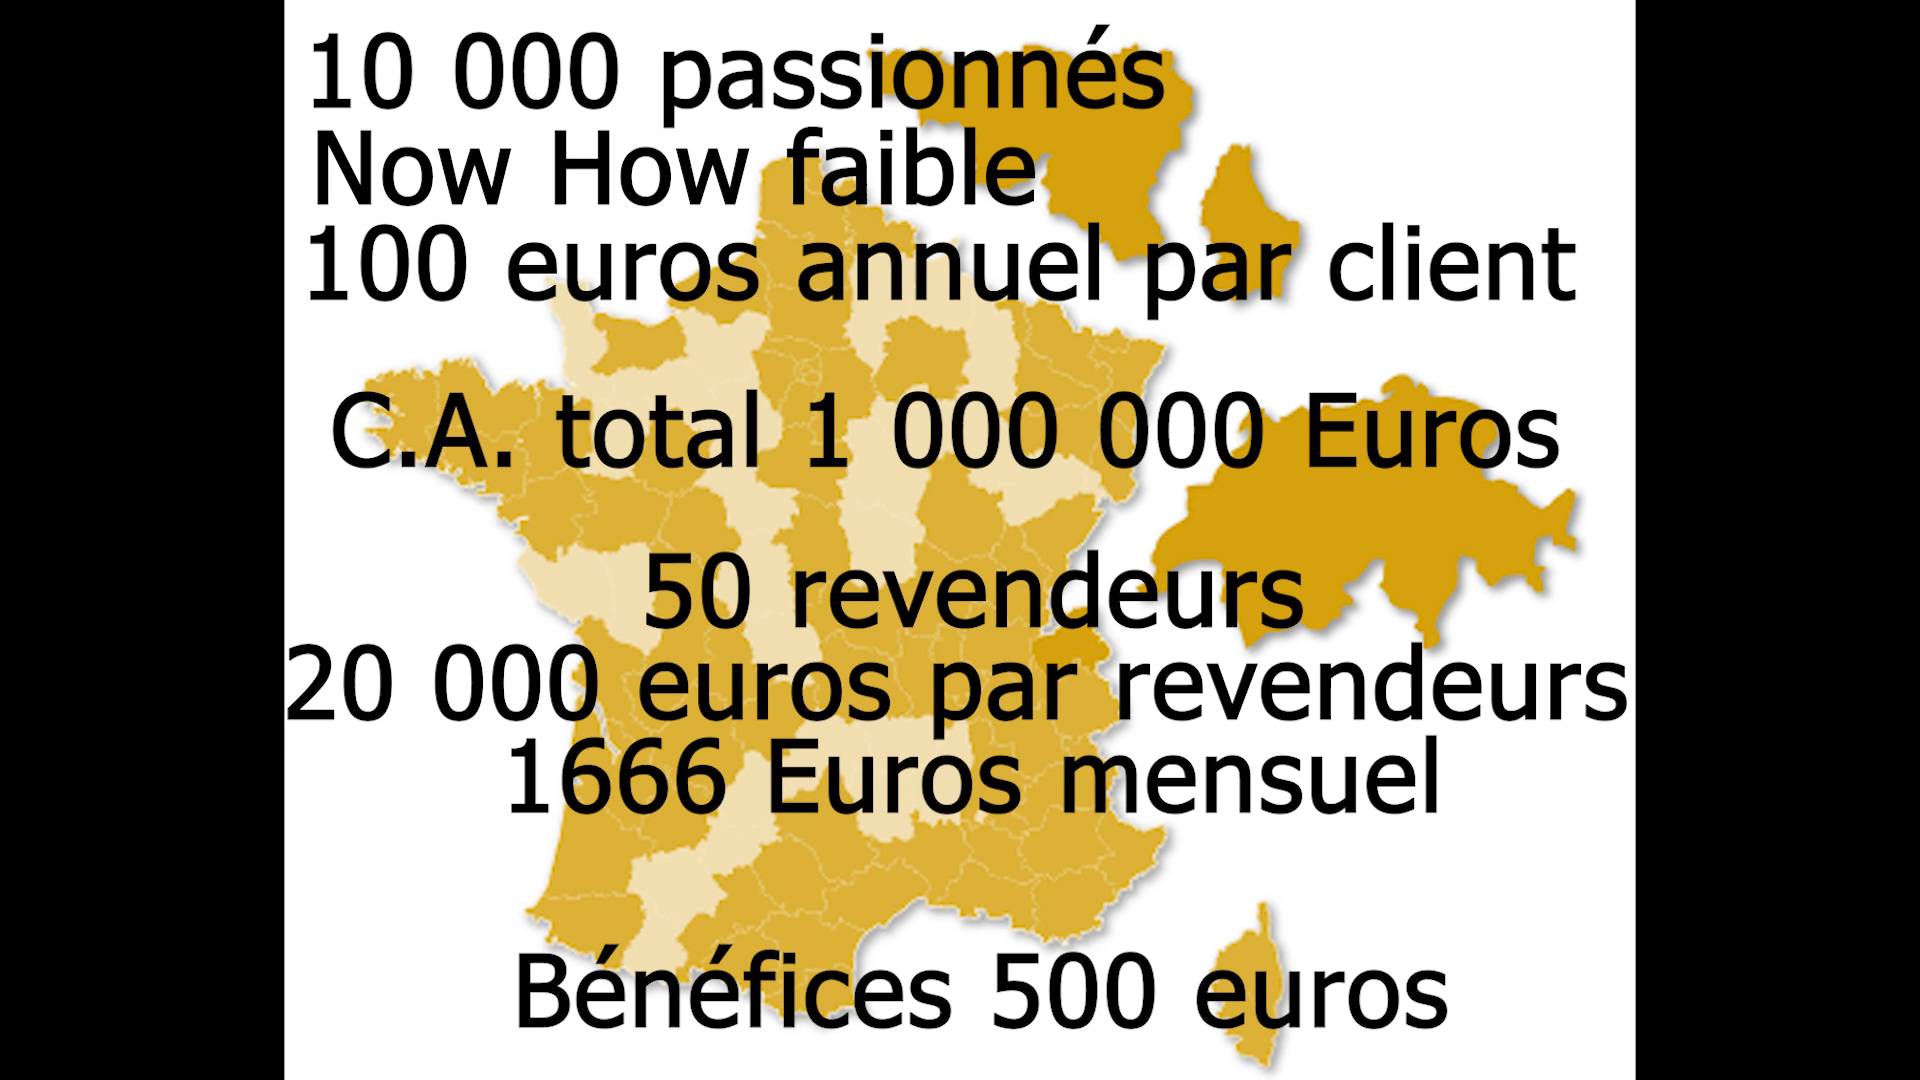 10 000 passionnés
Now How faible
100 euros annuel par client
C.A. total 1 000 000 Euros
50 revendeurs
20 000 euros par revendeurs
1666 Euros mensuel
Bénéfices 500 euros